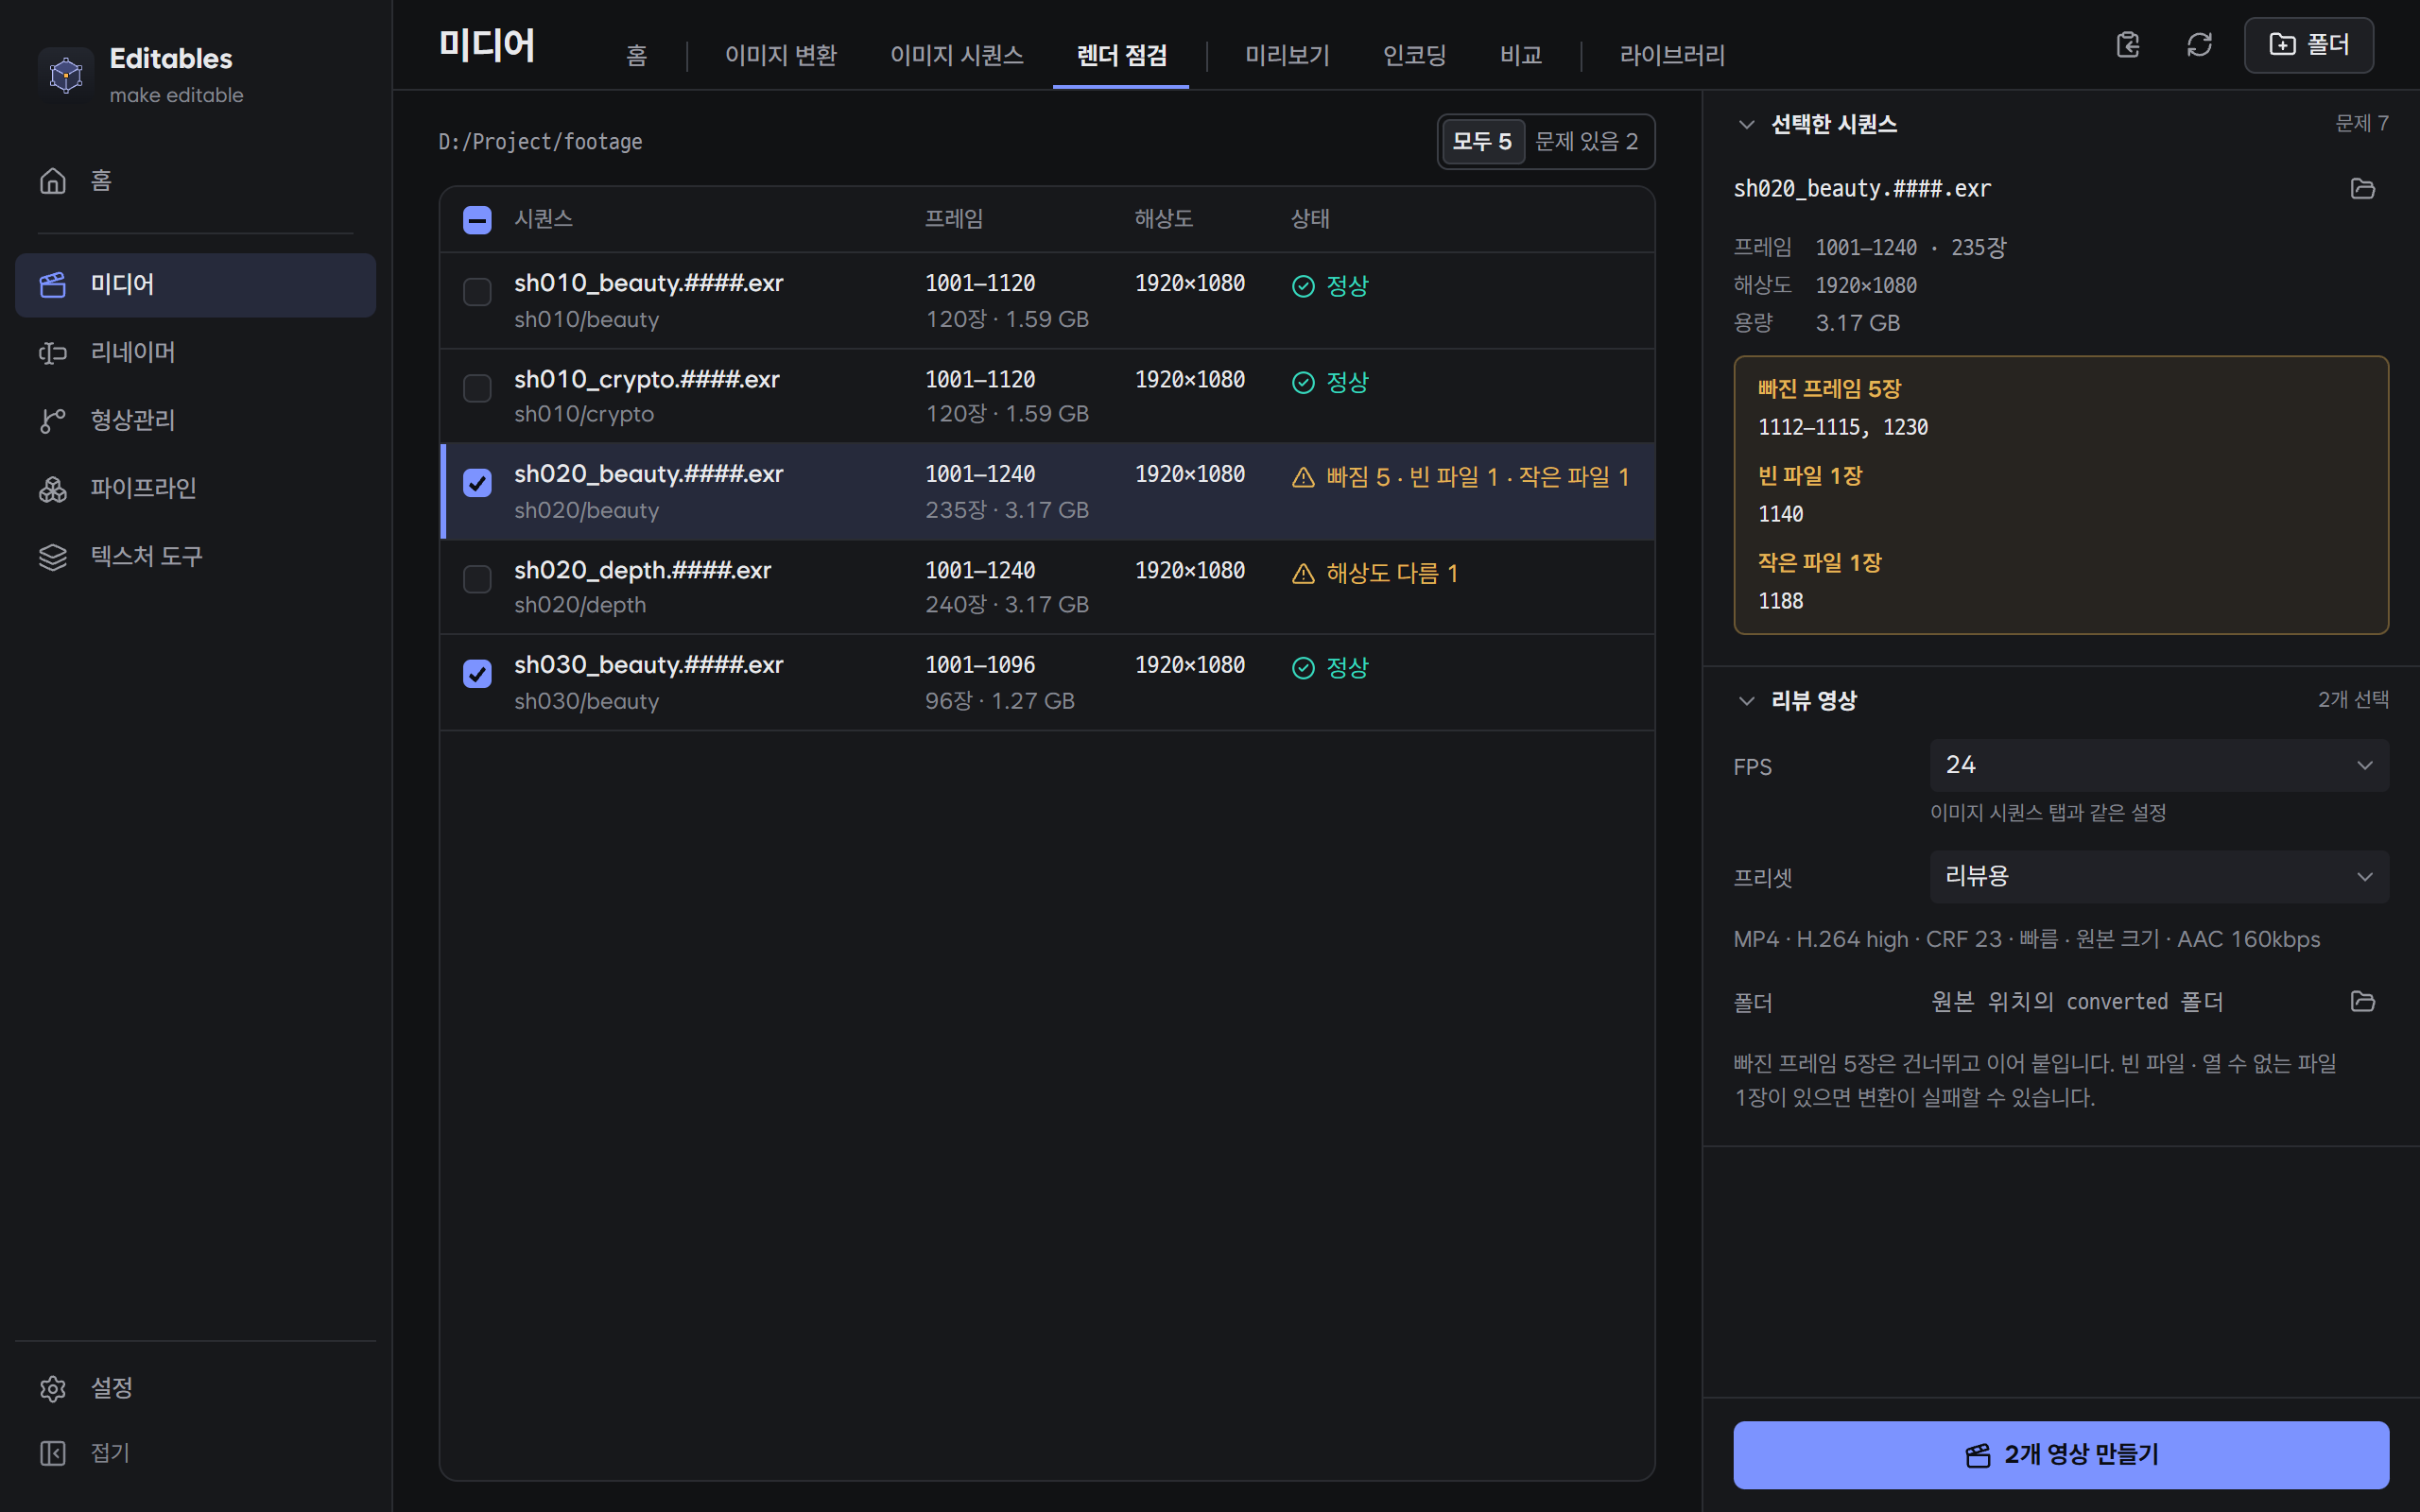 Editables
make editable
홈
미디어
리네이머
형상관리
파이프라인
텍스처 도구
설정
접기
미디어
홈
이미지 변환
이미지 시퀀스
렌더 점검
미리보기
인코딩
비교
라이브러리
폴더
D:/Project/footage
모두 5
문제 있음 2
시퀀스 프레임 해상도 상태
sh010_beauty.####.exr 1001–1120 1920×1080 정상
sh010/beauty 120장 · 1.59 GB
sh010_crypto.####.exr 1001–1120 1920×1080 정상
sh010/crypto 120장 · 1.59 GB
sh020_beauty.####.exr 1001–1240 1920×1080 빠짐 5 · 빈 파일 1 · 작은 파일 1
sh020/beauty 235장 · 3.17 GB
sh020_depth.####.exr 1001–1240 1920×1080 해상도 다름 1
sh020/depth 240장 · 3.17 GB
sh030_beauty.####.exr 1001–1096 1920×1080 정상
sh030/beauty 96장 · 1.27 GB
선택한 시퀀스 문제 7
sh020_beauty.####.exr
프레임 1001–1240 · 235장
해상도 1920×1080
용량 3.17 GB
빠진 프레임 5장
1112–1115, 1230
빈 파일 1장
1140
작은 파일 1장
1188
리뷰 영상 2개 선택
FPS 24
이미지 시퀀스 탭과 같은 설정
프리셋 리뷰용
MP4 · H.264 high · CRF 23 · 빠름 · 원본 크기 · AAC 160kbps
폴더 원본 위치의 converted 폴더
빠진 프레임 5장은 건너뛰고 이어 붙입니다. 빈 파일 · 열 수 없는 파일
1장이 있으면 변환이 실패할 수 있습니다.
2개 영상 만들기